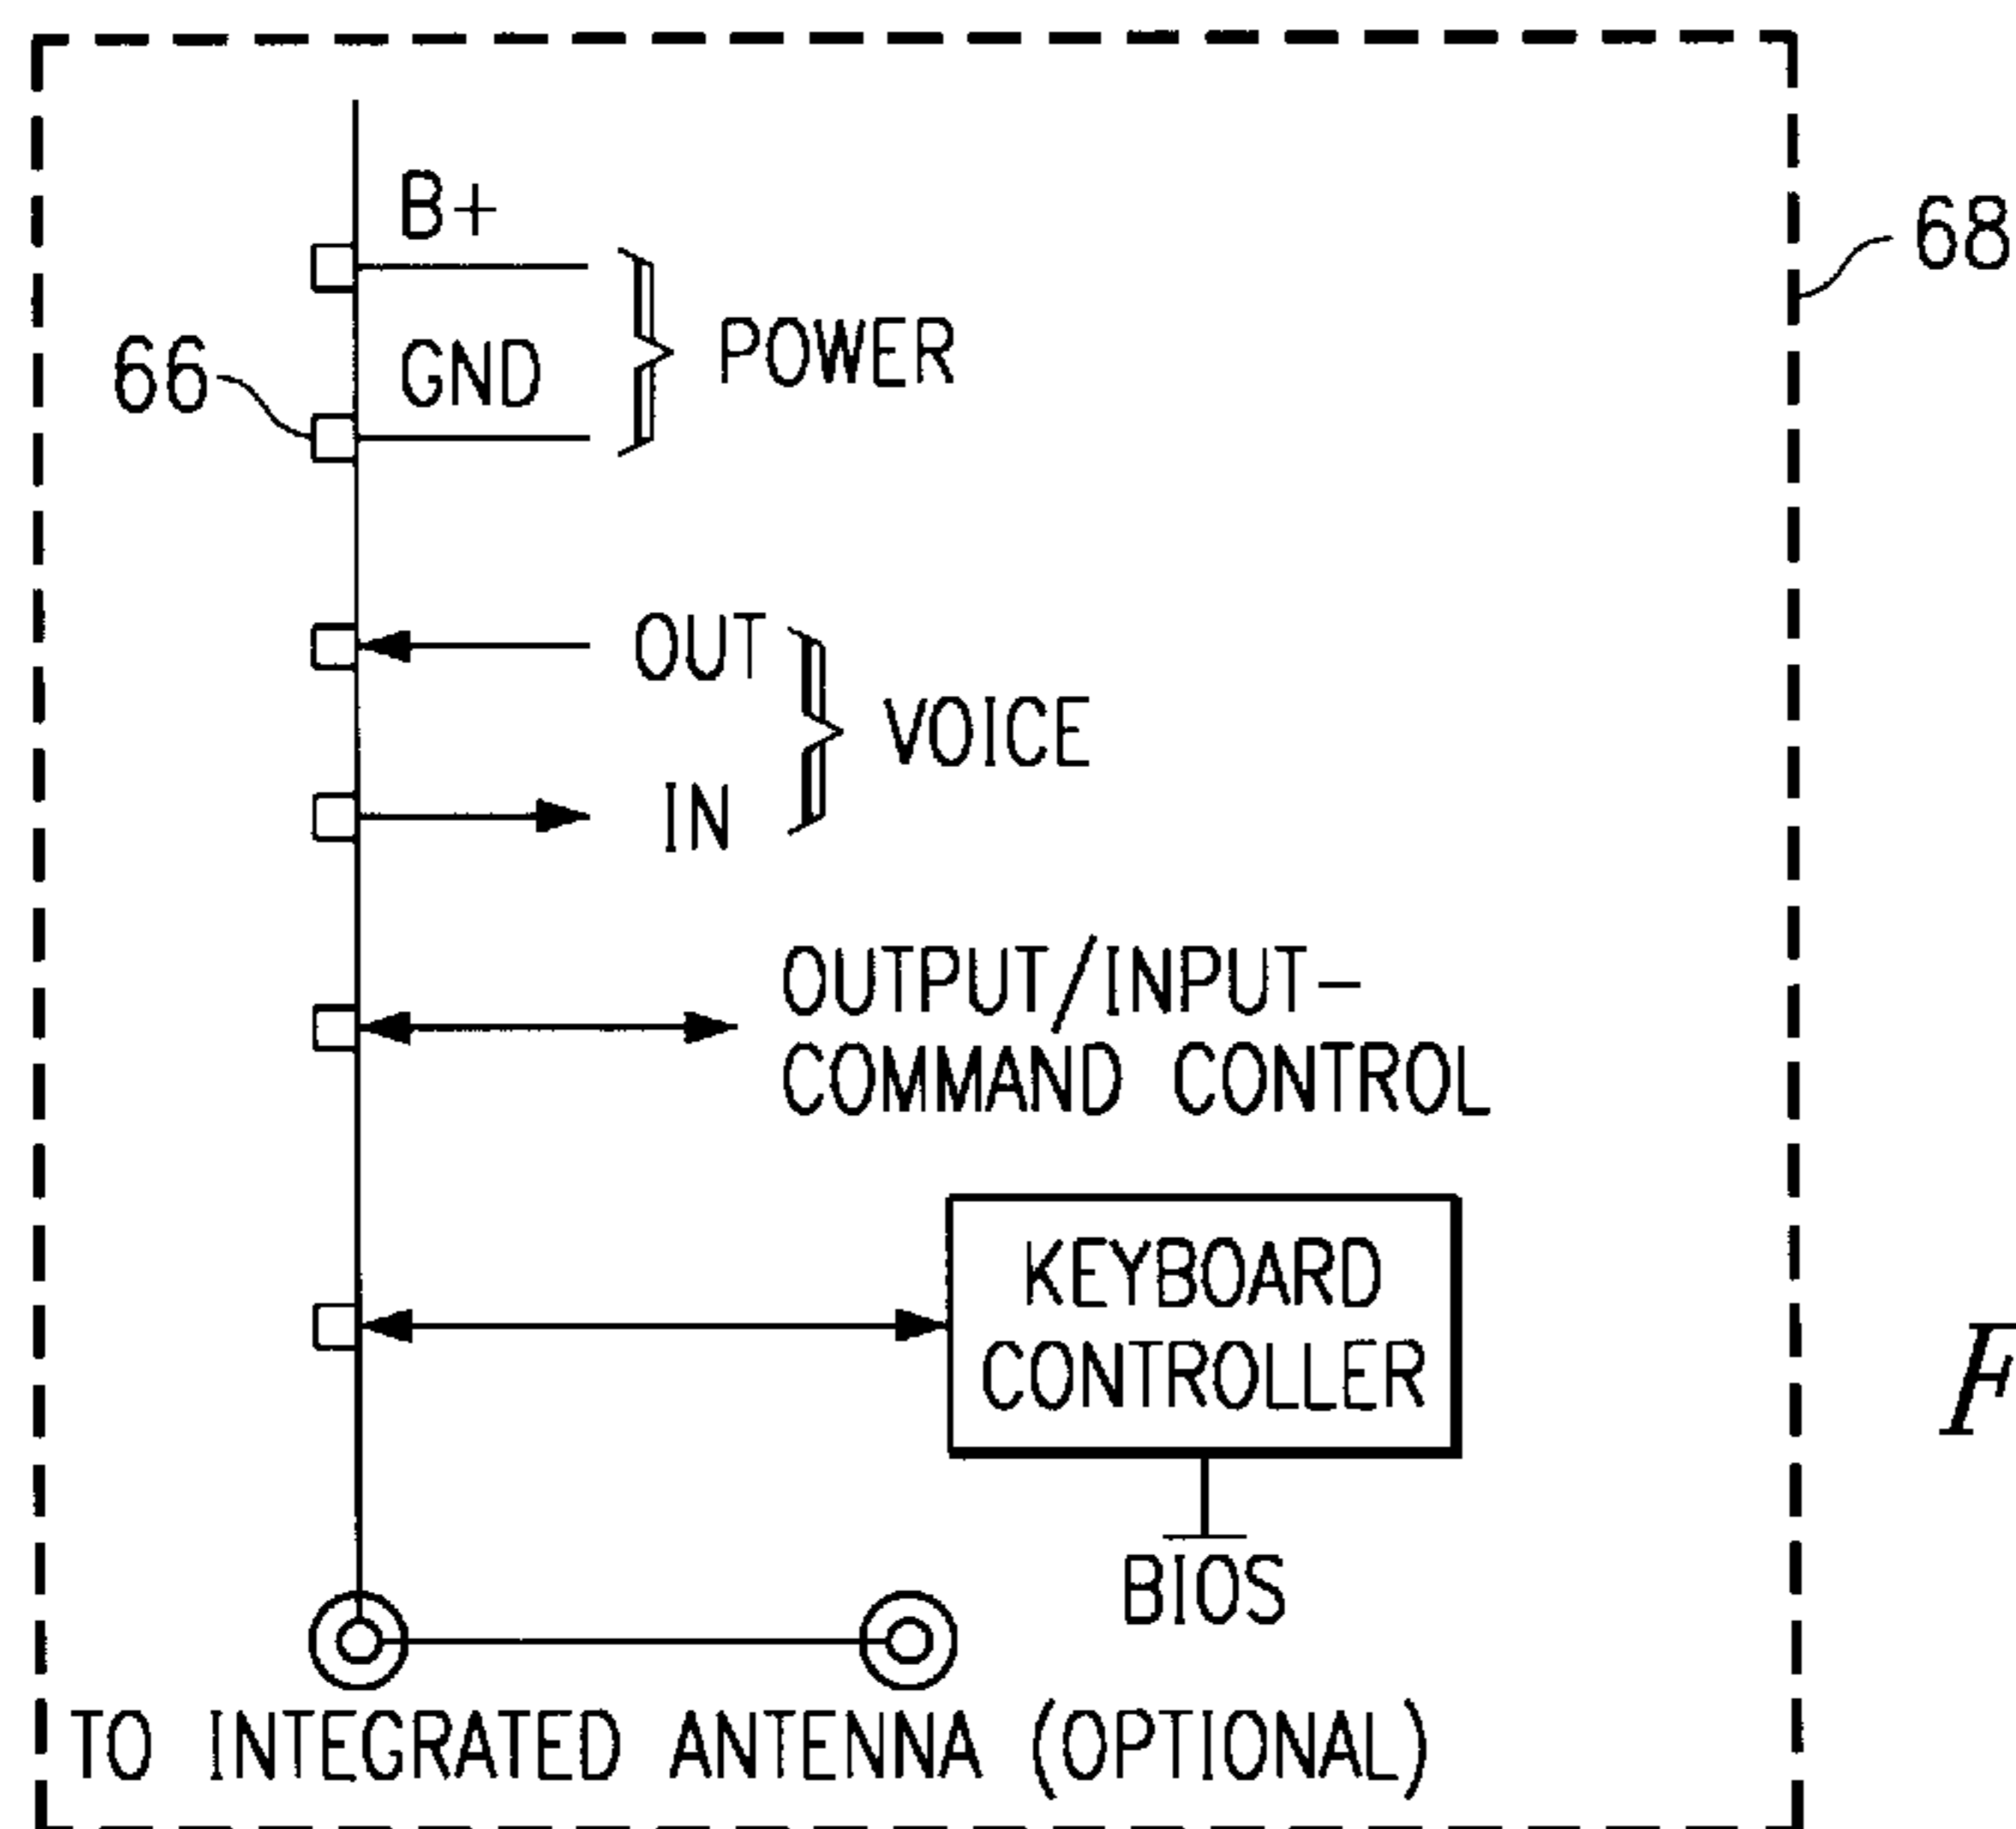 B+
68
66
GND
POWER
OUT
VOICE
IN
OUTPUT/INPUT-
COMMAND CONTROL
KEYBOARD
CONTROLLER
F
BIOS
TO INTEGRATED ANTENNA (OPTIONAL)